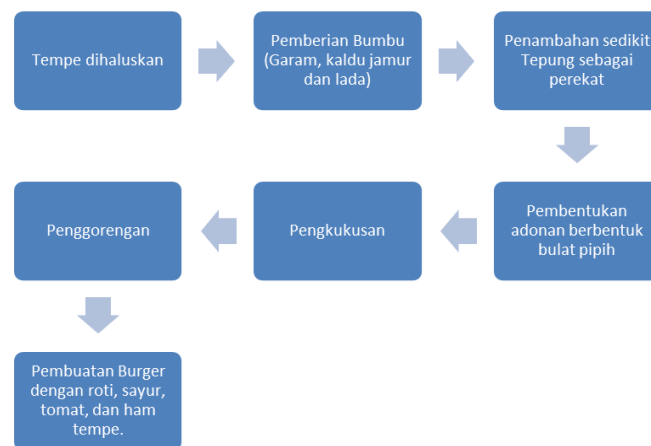 Tempe dihaluskan
Pemberian Bumbu
(Garam, kaldu jamur
dan lada)
Penambahan sedikit
Tepung sebagai
perekat
Pembentukan
adonan berbentuk
bulat pipih
Pengkukusan
Penggorengan
Pembuatan Burger
dengan roti, sayur,
tomat, dan ham
tempe.